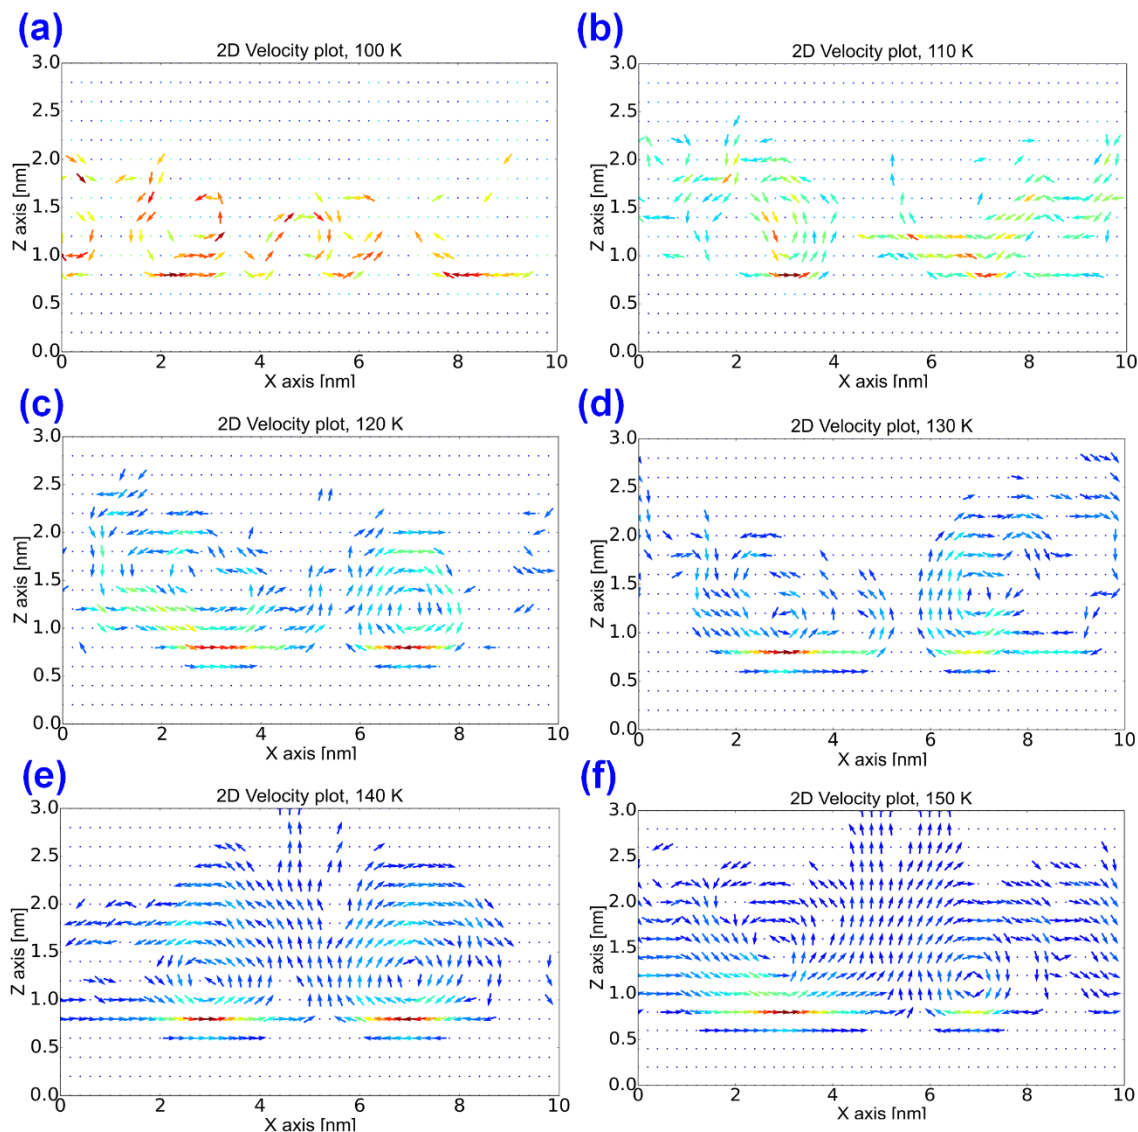 (a)
2D Velocity plot, 100 K
3.0
2.5
2.0
1.5
1.0
0.5
0.0
Z axis [nm]
0 2 4 6 8 10
X axis [nm]
(b)
2D Velocity plot, 110 K
3.0
2.5
2.0
1.5
1.0
0.5
0.0
Z axis [nm]
0 2 4 6 8 10
X axis [nm]
(c)
2D Velocity plot, 120 K
3.0
2.5
2.0
1.5
1.0
0.5
0.0
Z axis [nm]
0 2 4 6 8 10
X axis [nm]
(d)
2D Velocity plot, 130 K
3.0
2.5
2.0
1.5
1.0
0.5
0.0
Z axis [nm]
0 2 4 6 8 10
X axis [nm]
(e)
2D Velocity plot, 140 K
3.0
2.5
2.0
1.5
1.0
0.5
0.0
Z axis [nm]
0 2 4 6 8 10
X axis [nm]
(f)
2D Velocity plot, 150 K
3.0
2.5
2.0
1.5
1.0
0.5
0.0
Z axis [nm]
0 2 4 6 8 10
X axis [nm]